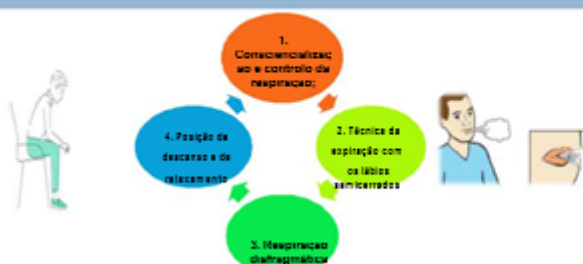 1.
Consciencializaç
ao e controlo da
respiração;
2. Técnica de
expiração com
os lábios
semicerrados
3. Respiração
diafragmática
4. Posição de
descanso e de
relaxamento